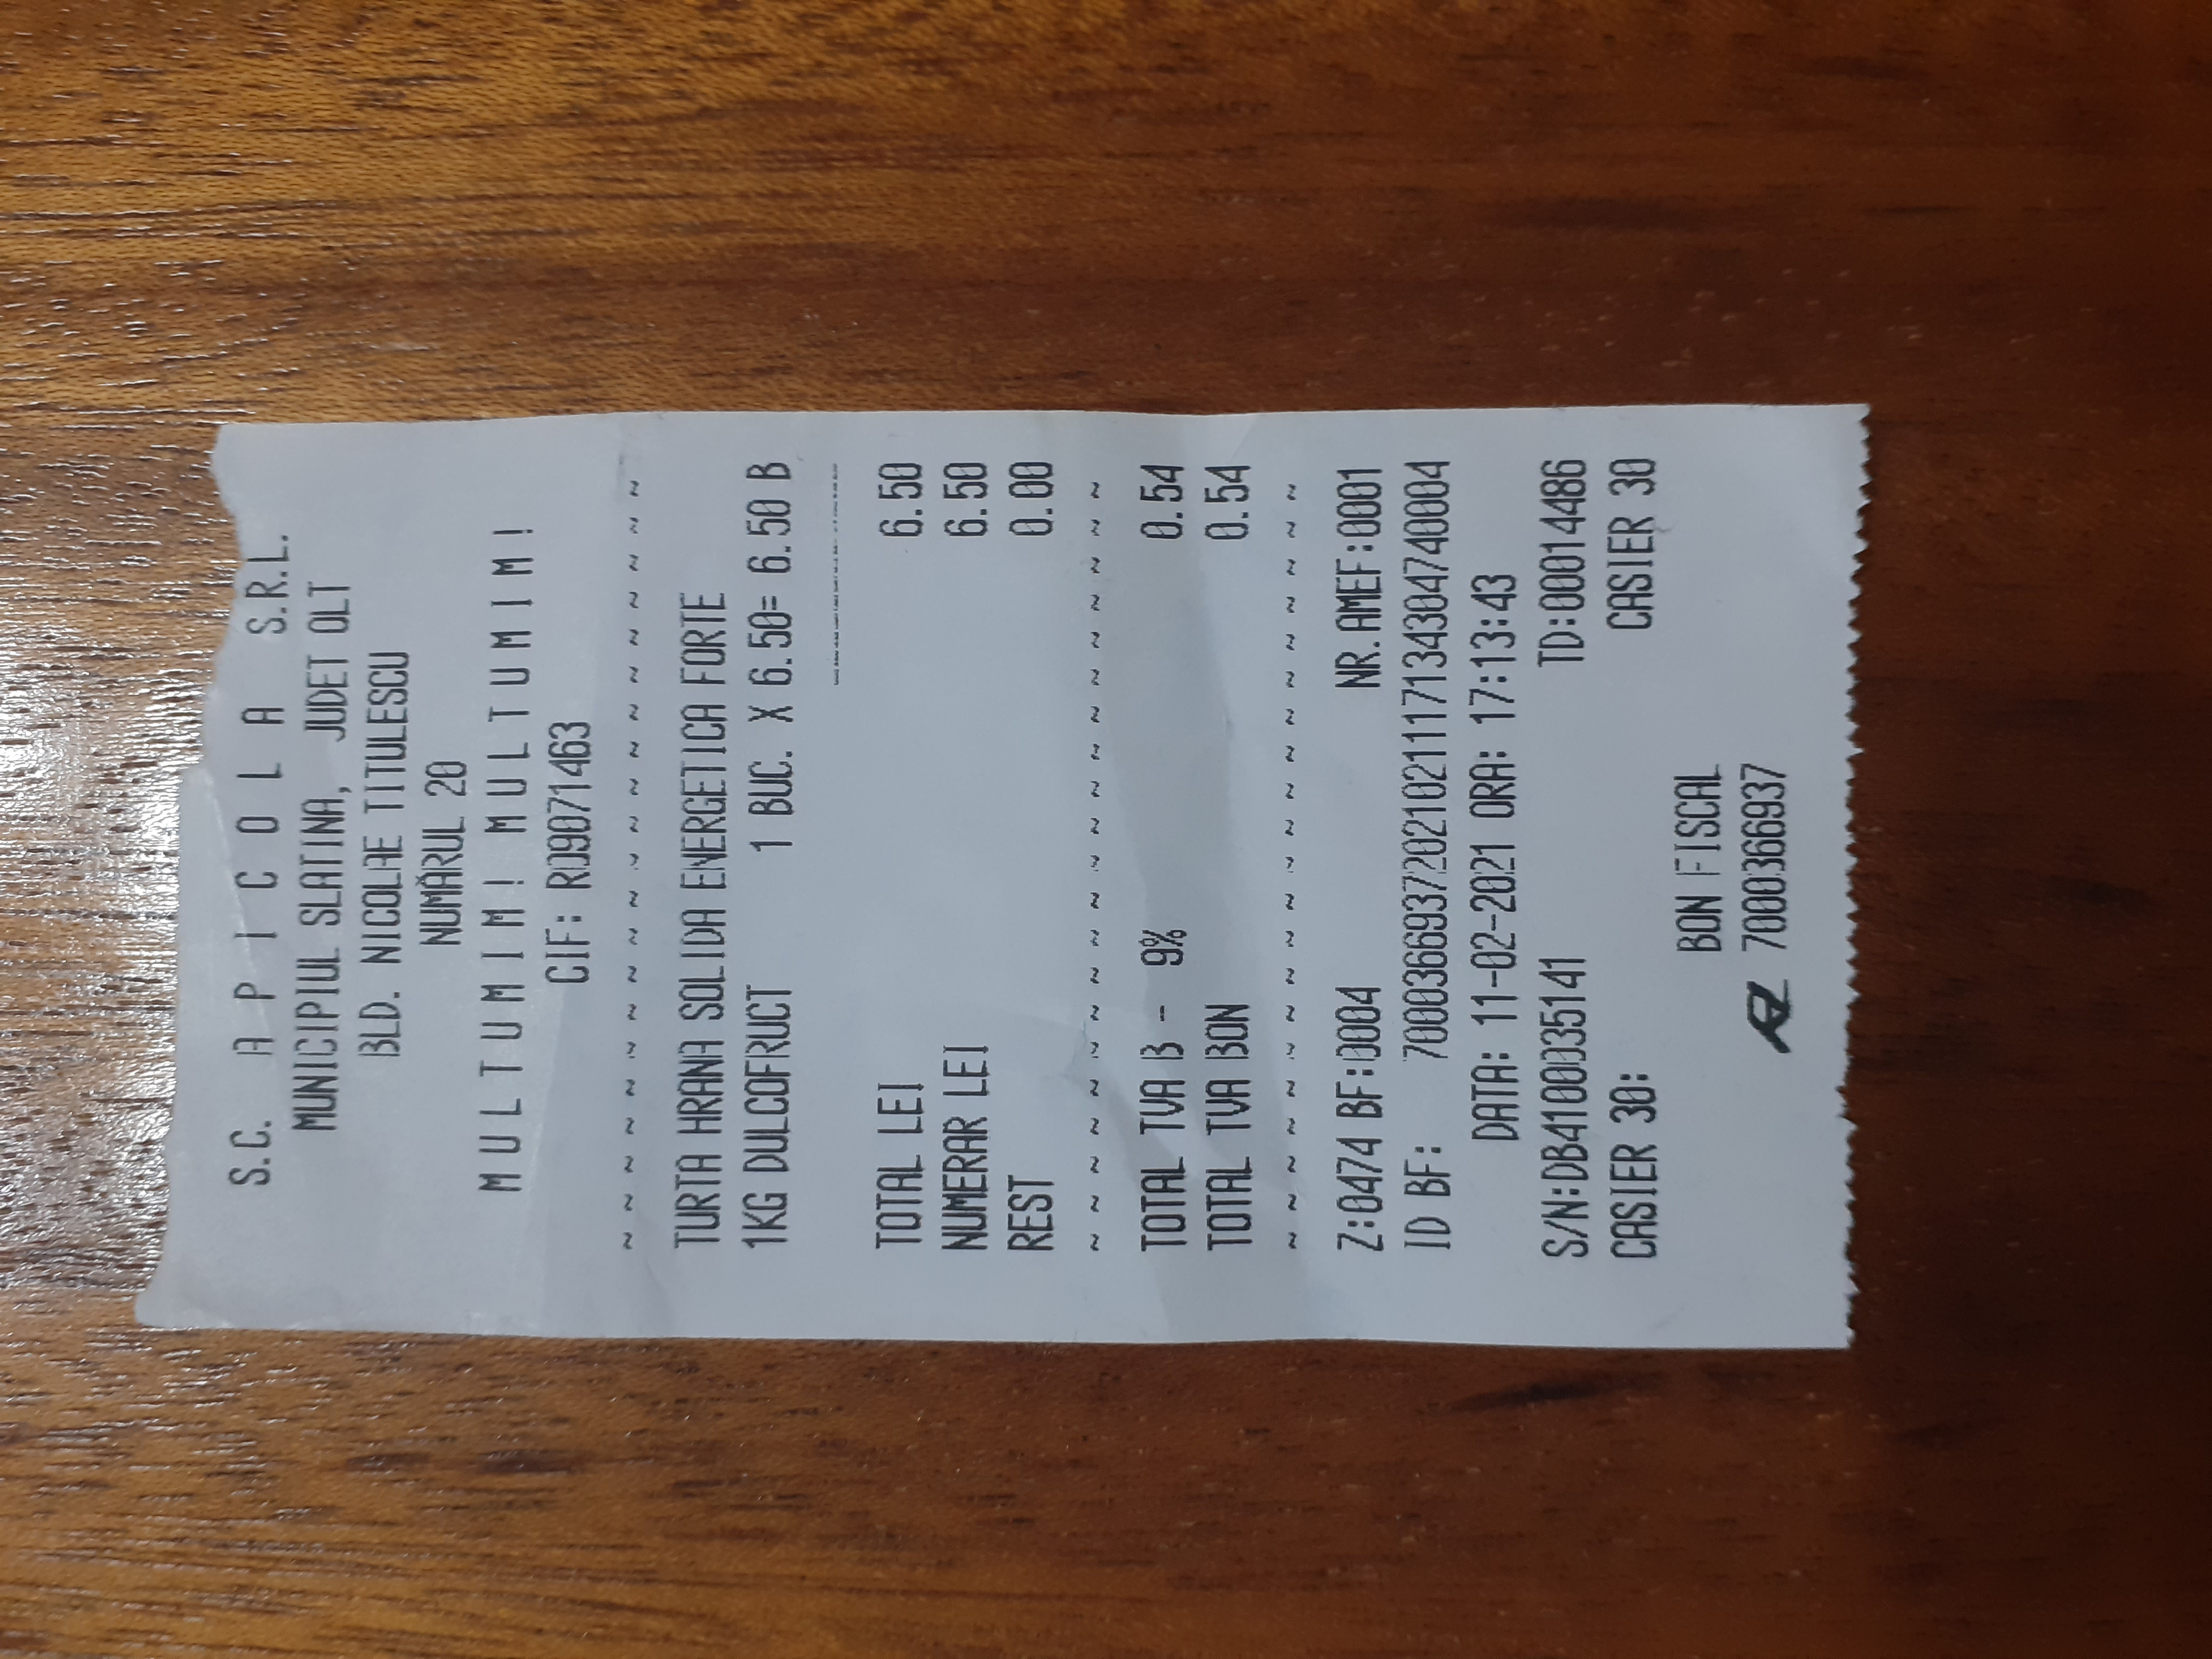 S.C. A P I C O L A S.R.L.
MUNICIPIUL SLATINA, JUDET OLT
BLD. NICOLAE TITULESCU
NUMĂRUL 20
M U L T U M I M ! M U L T U M I M !
CIF: RO9071463
~ ~ ~ ~ ~ ~ ~ ~ ~ ~ ~ ~ ~ ~ ~ ~ ~ ~ ~ ~ ~
TURTA HRANA SOLIDA ENERGETICA FORTE
1KG DULCOFRUCT 1 BUC. X 6.50= 6.50 B
TOTAL LEI 6.50
NUMERAR LEI 6.50
REST 0.00
~ ~ ~ ~ ~ ~ ~ ~ ~ ~ ~ ~ ~ ~ ~ ~ ~ ~ ~ ~ ~
TOTAL TVA B - 9% 0.54
TOTAL TVA BON 0.54
~ ~ ~ ~ ~ ~ ~ ~ ~ ~ ~ ~ ~ ~ ~ ~ ~ ~ ~ ~ ~
Z:0474 BF:0004 NR.AMEF:0001
ID BF: 70003669372021021117134304740004
DATA: 11-02-2021 ORA: 17:13:43
S/N:DB4100035141 TD:00014486
CASIER 30: CASIER 30
BON FISCAL
7000366937